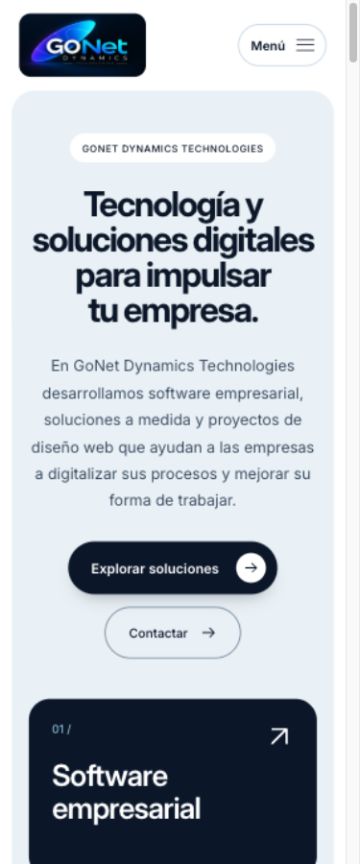 GONet
DYNAMICS
Menú
GONET DYNAMICS TECHNOLOGIES
Tecnología y
soluciones digitales
para impulsar
tu empresa.
En GoNet Dynamics Technologies
desarrollamos software empresarial,
soluciones a medida y proyectos de
diseño web que ayudan a las empresas
a digitalizar sus procesos y mejorar su
forma de trabajar.
Explorar soluciones →
Contactar →
01 /
Software
empresarial